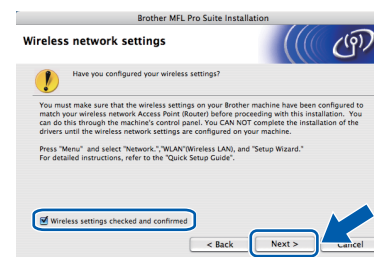 Brother MFL Pro Suite Installation
Wireless network settings
Have you configured your wireless settings?
You must make sure that the wireless settings on your Brother machine have been configured to
match your wireless network Access Point (Router) before proceeding with this installation. You
can do this through the machine's control panel. You CAN NOT complete the installation of the
drivers until the wireless network settings are configured on your machine.
Press "Menu" and select "Network.","WLAN"(Wireless LAN), and "Setup Wizard."
For detailed instructions, refer to the "Quick Setup Guide".
Wireless settings checked and confirmed
< Back Next > Cancel